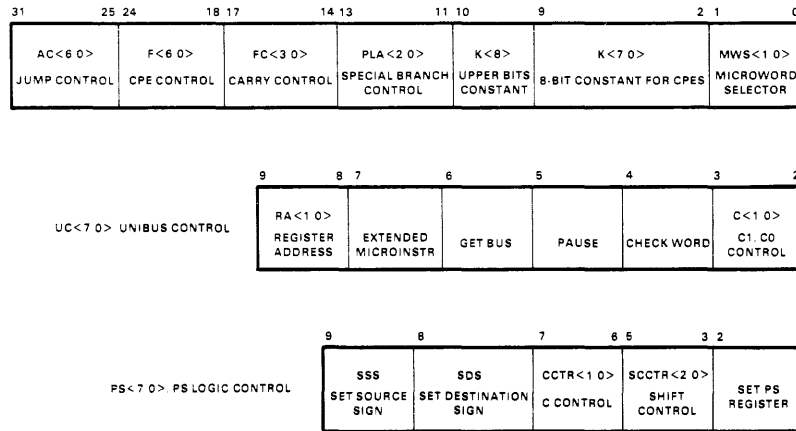 31 25 24 18 17 14 13 11 10 9 2 1 0
AC<6 0> F<6 0> FC<3 0> PLA<2 0> K<8> K<7 0> MWS<1 0>
JUMP CONTROL CPE CONTROL CARRY CONTROL SPECIAL BRANCH CONTROL UPPER BITS CONSTANT 8-BIT CONSTANT FOR CPES MICROWORD SELECTOR
9 8 7 6 5 4 3 2
UC<7 0> UNIBUS CONTROL
RA<1 0> REGISTER ADDRESS EXTENDED MICROINSTR GET BUS PAUSE CHECK WORD C<1 0> C1, C0 CONTROL
9 8 7 6 5 3 2
PS<7 0>, PS LOGIC CONTROL
SSS SET SOURCE SIGN SDS SET DESTINATION SIGN CCTR<1 0> C CONTROL SCCTR<2 0> SHIFT CONTROL SET PS REGISTER